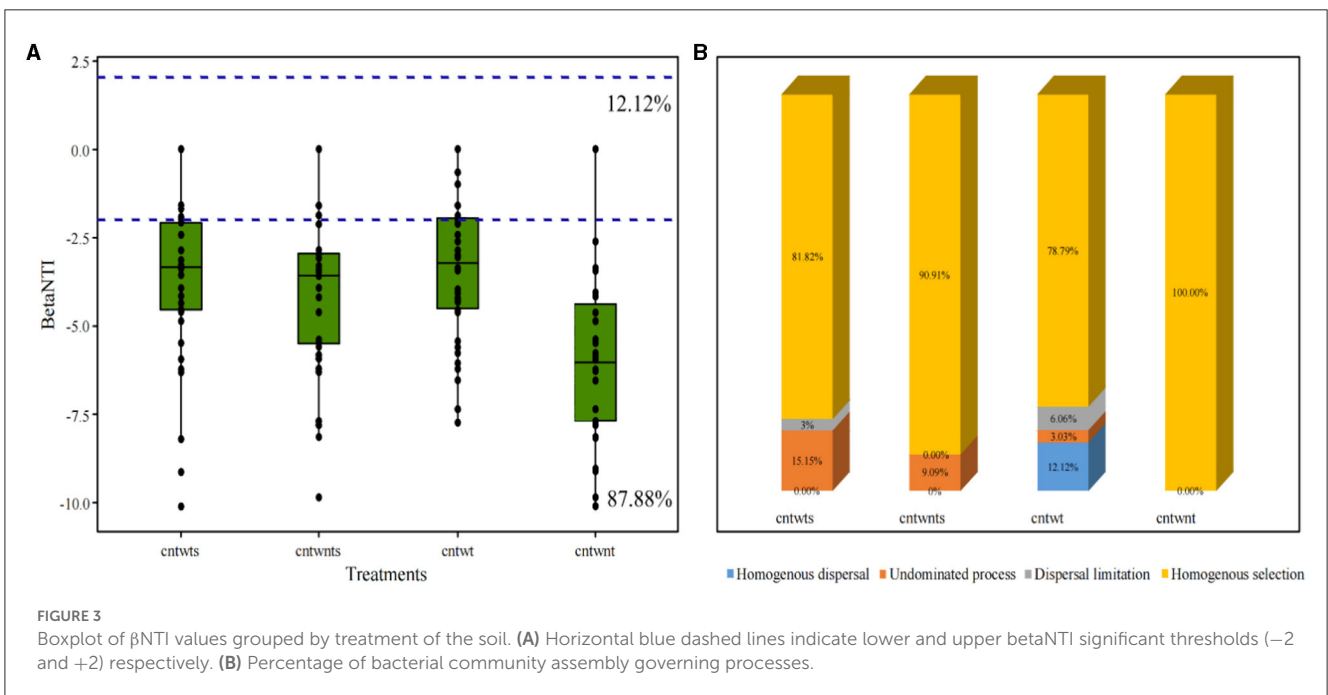 A
2.5
0.0
-2.5
-5.0
-7.5
-10.0
BetaNTI
12.12%
87.88%
cntwts cntwnts cntwt cntwnt
Treatments
B
81.82%
3%
15.15%
0.00%
90.91%
0.00%
9.09%
0%
78.79%
6.06%
3.03%
12.12%
100.00%
0.00%
cntwts cntwnts cntwt cntwnt
Homogenous dispersal Undominated process Dispersal limitation Homogenous selection
FIGURE 3
Boxplot of βNTI values grouped by treatment of the soil. (A) Horizontal blue dashed lines indicate lower and upper betaNTI significant thresholds (−2
and +2) respectively. (B) Percentage of bacterial community assembly governing processes.